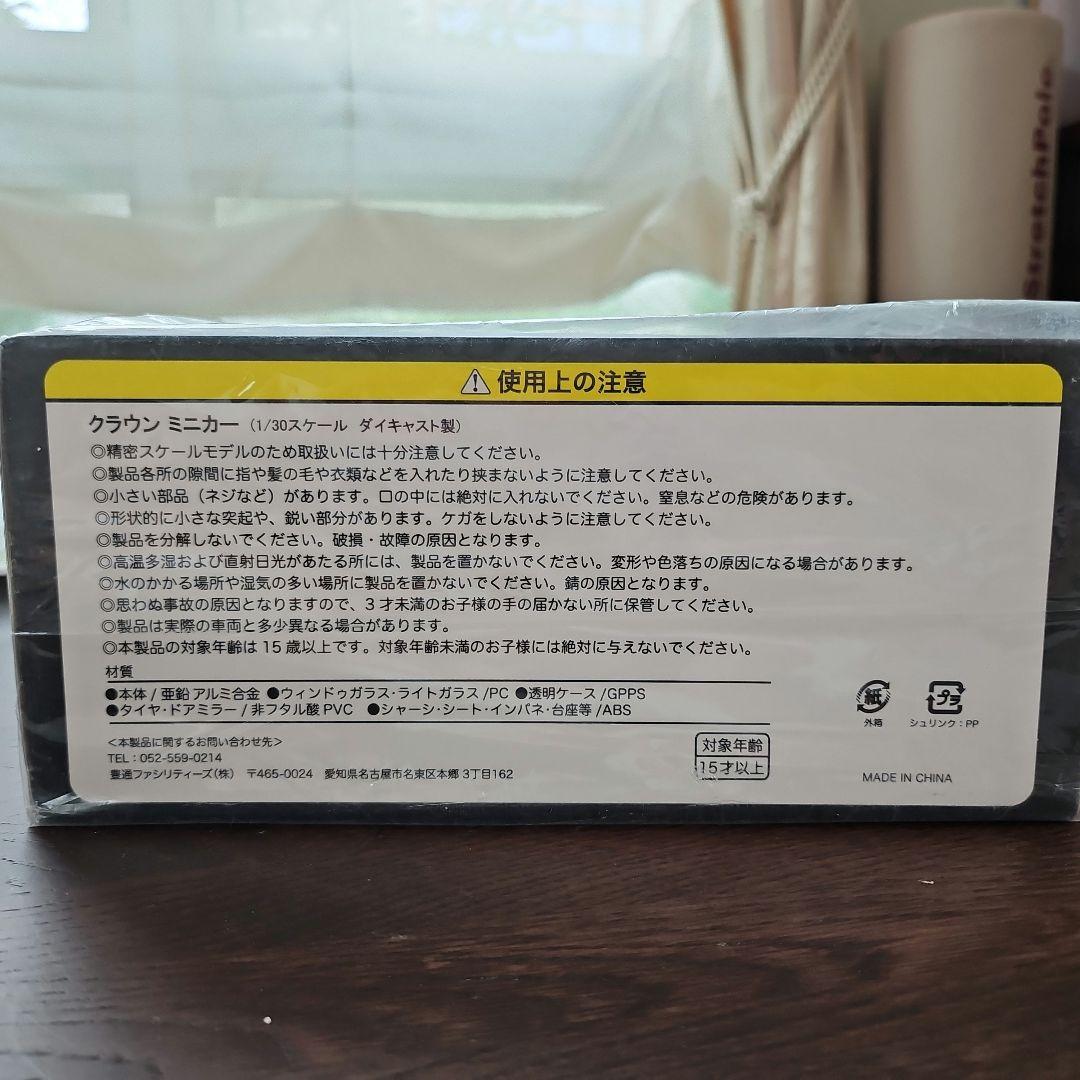 StretchPole
使用上の注意
クラウン ミニカー (1/30スケール ダイキャスト製)
◎精密スケールモデルのため取扱いには十分注意してください。
◎製品各所の隙間に指や髪の毛や衣類などを入れたり挟まないように注意してください。
◎小さい部品（ネジなど）があります。口の中には絶対に入れないでください。窒息などの危険があります。
◎形状的に小さな突起や、鋭い部分があります。ケガをしないように注意してください。
◎製品を分解しないでください。破損・故障の原因となります。
◎高温多湿および直射日光があたる所には、製品を置かないでください。変形や色落ちの原因になる場合があります。
◎水のかかる場所や湿気の多い場所に製品を置かないでください。錆の原因となります。
◎思わぬ事故の原因となりますので、3才未満のお子様の手の届かない所に保管してください。
◎製品は実際の車両と多少異なる場合があります。
◎本製品の対象年齢は15歳以上です。対象年齢未満のお子様には絶対に与えないでください。
材質
●本体/亜鉛アルミ合金 ●ウィンドゥガラス・ライトガラス/PC ●透明ケース/GPPS
●タイヤ・ドアミラー/非フタル酸PVC ●シャーシ・シート・インパネ・台座等/ABS
紙
外箱
プラ
シュリンク：PP
＜本製品に関するお問い合わせ先＞
TEL：052-559-0214
豊通ファシリティーズ（株） 〒465-0024 愛知県名古屋市名東区本郷3丁目162
対象年齢
15才以上
MADE IN CHINA